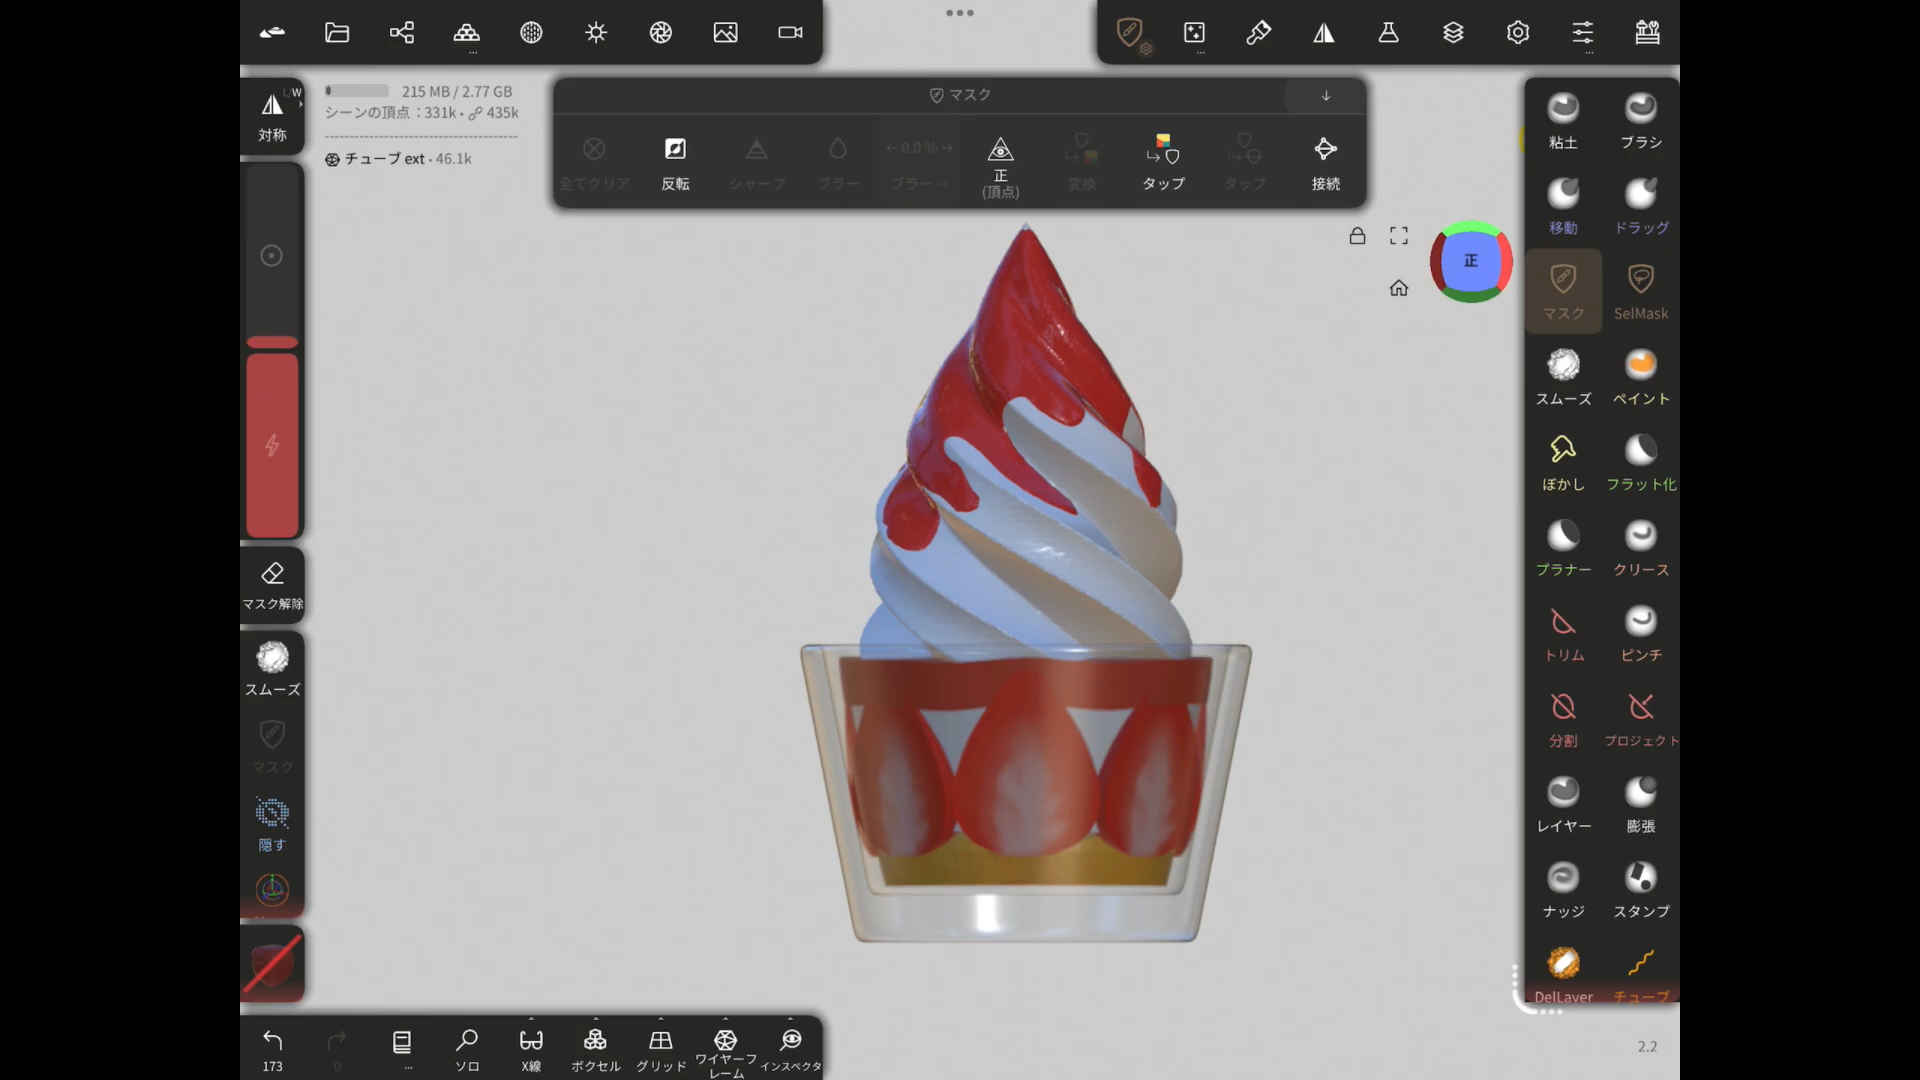 L/W
対称
215 MB / 2.77 GB
シーンの頂点 : 331k • 435k
チューブ ext • 46.1k
マスク
全てクリア
反転
シャープ
ブラー
← 0.0 % →
ブラー →
正
(頂点)
変換
タップ
タップ
接続
正
粘土
ブラシ
移動
ドラッグ
マスク
SelMask
スムーズ
ペイント
ぼかし
フラット化
プラナー
クリース
トリム
ピンチ
分割
プロジェクト
レイヤー
膨張
ナッジ
スタンプ
DelLayer
チューブ
マスク解除
スムーズ
マスク
隠す
173
0
...
ソロ
X線
ボクセル
グリッド
ワイヤーフ
レーム
インスペクタ
2.2